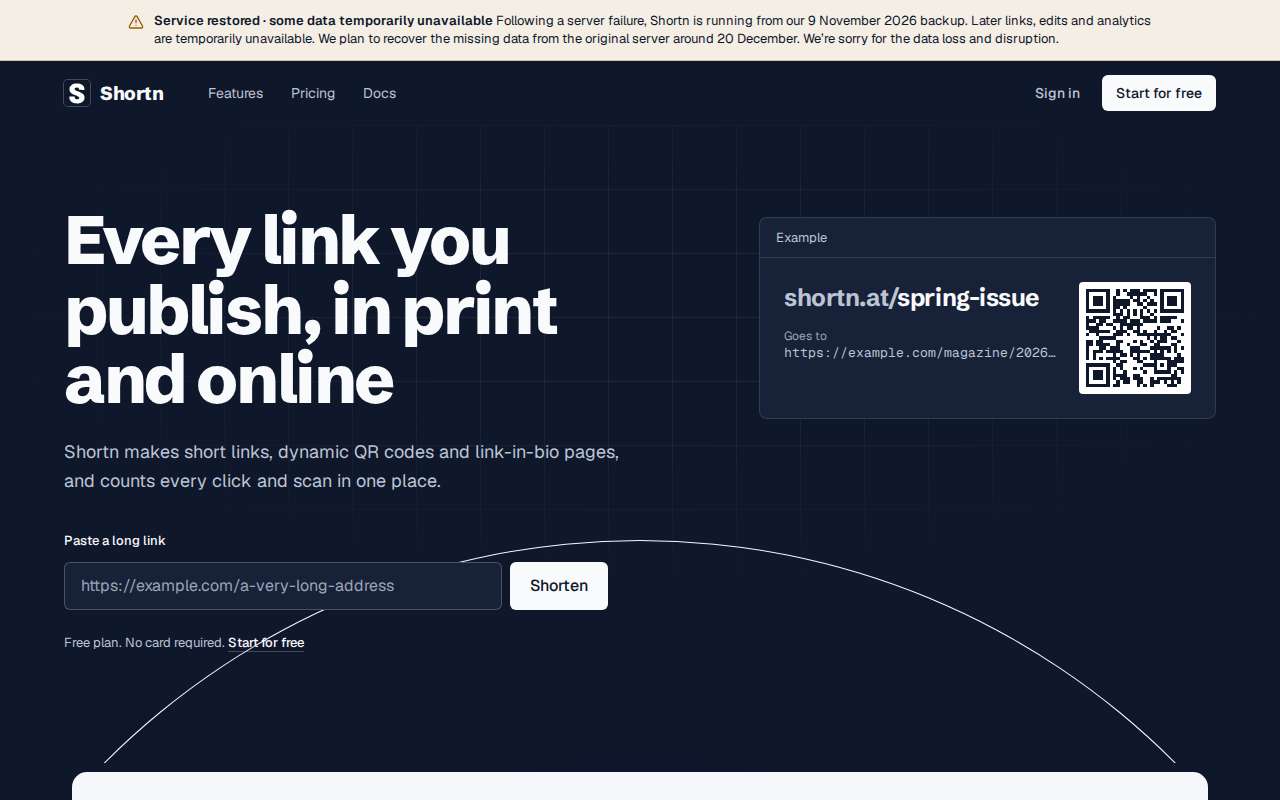 Service restored · some data temporarily unavailable Following a server failure, Shortn is running from our 9 November 2026 backup. Later links, edits and analytics
are temporarily unavailable. We plan to recover the missing data from the original server around 20 December. We're sorry for the data loss and disruption.
S Shortn Features Pricing Docs Sign in Start for free
Every link you
publish, in print
and online
Example
shortn.at/spring-issue
Goes to
https://example.com/magazine/2026…
Shortn makes short links, dynamic QR codes and link-in-bio pages,
and counts every click and scan in one place.
Paste a long link
https://example.com/a-very-long-address Shorten
Free plan. No card required. Start for free